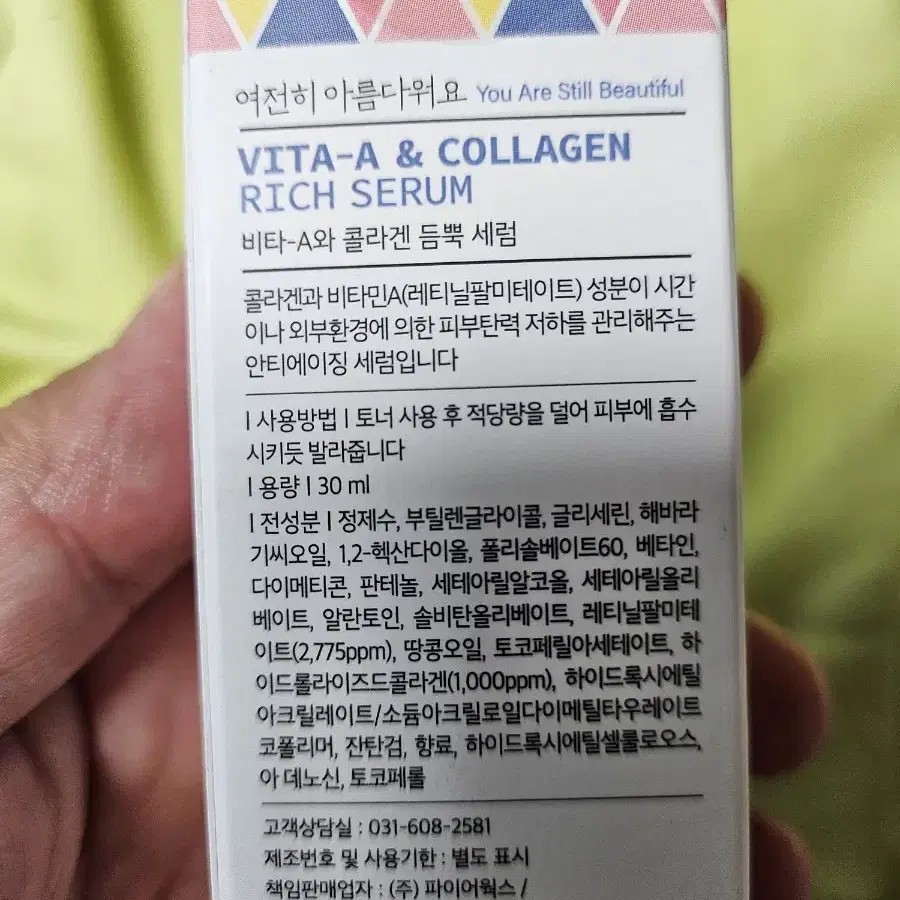 여전히 아름다워요 You Are Still Beautiful
VITA-A & COLLAGEN
RICH SERUM
비타-A와 콜라겐 듬뿍 세럼
콜라겐과 비타민A(레티닐팔미테이트) 성분이 시간
이나 외부환경에 의한 피부탄력 저하를 관리해주는
안티에이징 세럼입니다
| 사용방법 | 토너 사용 후 적당량을 덜어 피부에 흡수
시키듯 발라줍니다
| 용량 | 30 ml
| 전성분 | 정제수, 부틸렌글라이콜, 글리세린, 해바라
기씨오일, 1,2-헥산다이올, 폴리솔베이트60, 베타인,
다이메티콘, 판테놀, 세테아릴알코올, 세테아릴올리
베이트, 알란토인, 솔비탄올리베이트, 레티닐팔미테
이트(2,775ppm), 땅콩오일, 토코페릴아세테이트, 하
이드롤라이즈드콜라겐(1,000ppm), 하이드록시에틸
아크릴레이트/소듐아크릴로일다이메틸타우레이트
코폴리머, 잔탄검, 향료, 하이드록시에틸셀룰로오스,
아 데노신, 토코페롤
고객상담실 : 031-608-2581
제조번호 및 사용기한 : 별도 표시
책임판매업자 : (주) 파이어웍스 /